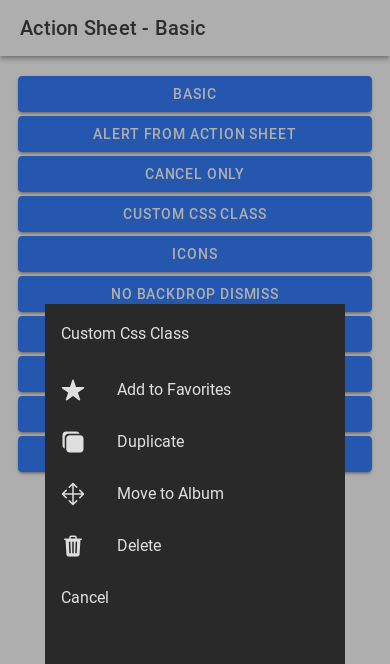 Action Sheet - Basic
BASIC
ALERT FROM ACTION SHEET
CANCEL ONLY
CUSTOM CSS CLASS
ICONS
NO BACKDROP DISMISS
Custom Css Class
Add to Favorites
Duplicate
Move to Album
Delete
Cancel